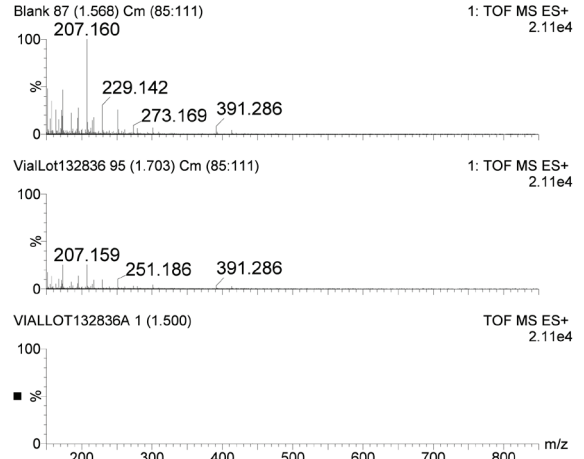 Blank 87 (1.568) Cm (85:111)
1: TOF MS ES+
2.11e4
207.160
100
229.142
%
273.169
391.286
0
VialLot132836 95 (1.703) Cm (85:111)
1: TOF MS ES+
2.11e4
100
207.159
%
251.186
391.286
0
VIALLOT132836A 1 (1.500)
TOF MS ES+
2.11e4
100
%
0
m/z
200 300 400 500 600 700 800